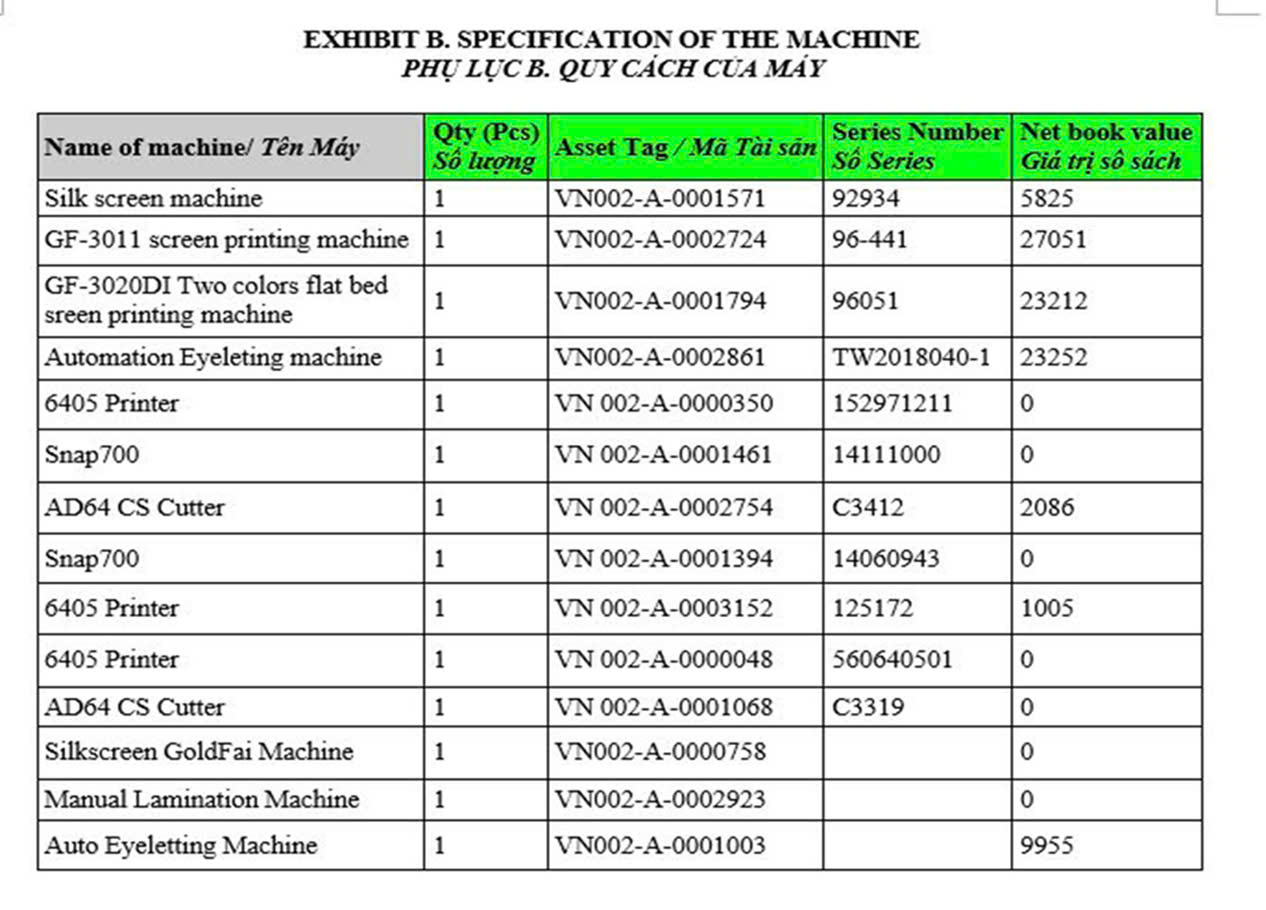 EXHIBIT B. SPECIFICATION OF THE MACHINE
PHỤ LỤC B. QUY CÁCH CỦA MÁY
Name of machine/ Tên Máy Qty (Pcs) Số lượng Asset Tag / Mã Tài sản Series Number Số Series Net book value Giá trị sổ sách
Silk screen machine 1 VN002-A-0001571 92934 5825
GF-3011 screen printing machine 1 VN002-A-0002724 96-441 27051
GF-3020DI Two colors flat bed
sreen printing machine 1 VN002-A-0001794 96051 23212
Automation Eyeleting machine 1 VN002-A-0002861 TW2018040-1 23252
6405 Printer 1 VN 002-A-0000350 152971211 0
Snap700 1 VN 002-A-0001461 14111000 0
AD64 CS Cutter 1 VN 002-A-0002754 C3412 2086
Snap700 1 VN 002-A-0001394 14060943 0
6405 Printer 1 VN 002-A-0003152 125172 1005
6405 Printer 1 VN 002-A-0000048 560640501 0
AD64 CS Cutter 1 VN 002-A-0001068 C3319 0
Silkscreen GoldFai Machine 1 VN002-A-0000758 0
Manual Lamination Machine 1 VN002-A-0002923 0
Auto Eyeletting Machine 1 VN002-A-0001003 9955